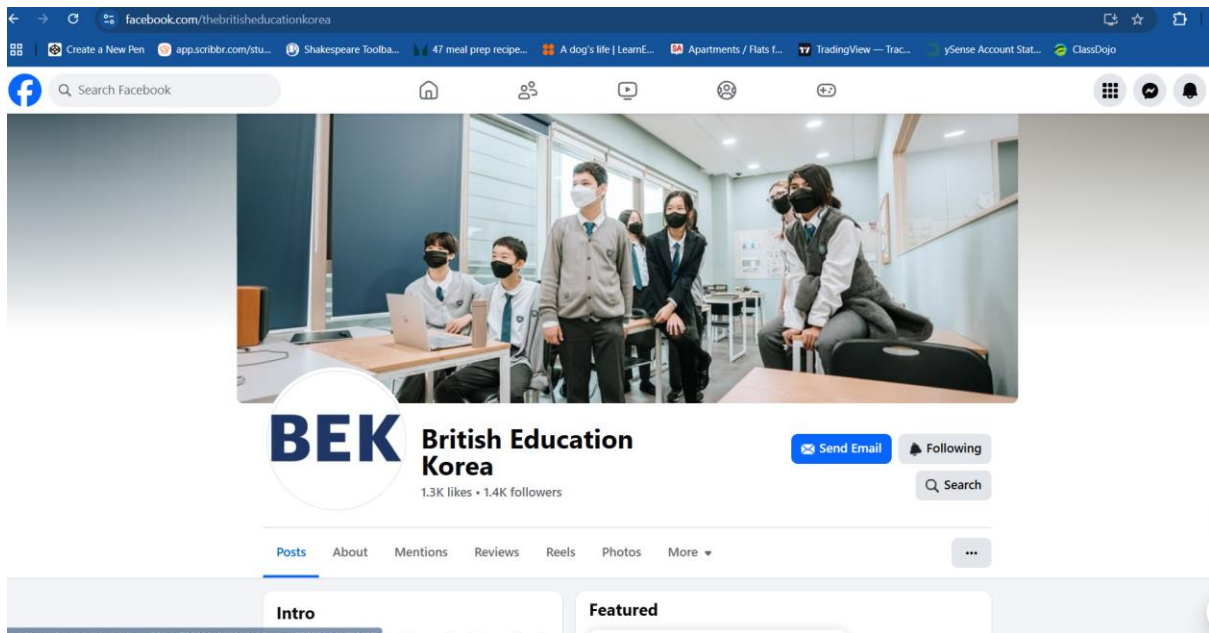 facebook.com/thebritisheducationkorea
Create a New Pen app.scribbr.com/stu... Shakespeare Toolba... 47 meal prep recipe... A dog's life | LearnE... SA Apartments / Flats f... 17 TradingView — Trac... ySense Account Stat... ClassDojo
Search Facebook
BEK
British Education
Korea
1.3K likes • 1.4K followers
Send Email
Following
Search
Posts About Mentions Reviews Reels Photos More
Intro
Featured